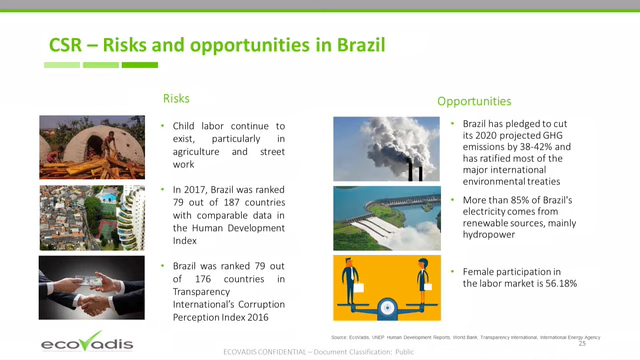 CSR – Risks and opportunities in Brazil
Risks
• Child labor continue to
exist, particularly in
agriculture and street
work
• In 2017, Brazil was ranked
79 out of 187 countries
with comparable data in
the Human Development
Index
• Brazil was ranked 79 out
of 176 countries in
Transparency
International's Corruption
Perception Index 2016
Opportunities
• Brazil has pledged to cut
its 2020 projected GHG
emissions by 38-42% and
has ratified most of the
major international
environmental treaties
• More than 85% of Brazil's
electricity comes from
renewable sources, mainly
hydropower
• Female participation in
the labor market is 56.18%
Source: EcoVadis, UNEP Human Development Reports, World Bank, Transparency International, International Energy Agency
25
ecovadis
ECOVADIS CONFIDENTIAL – Document Classification: Public